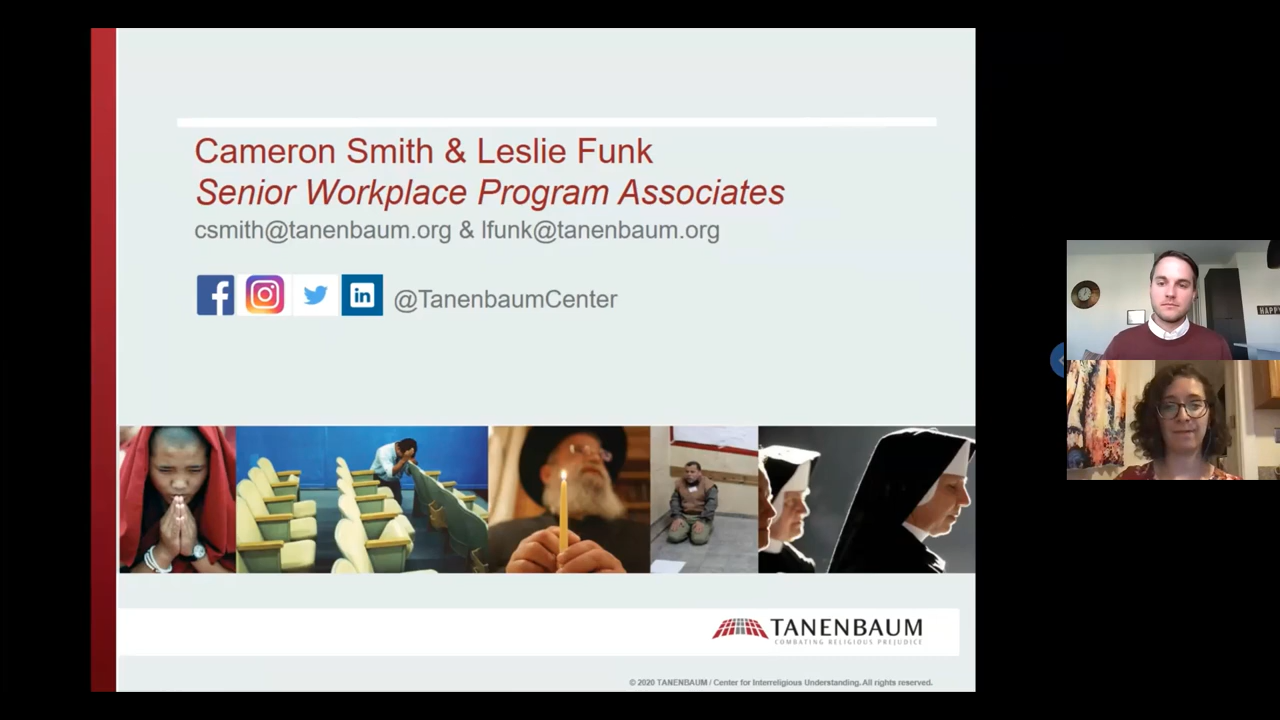 Cameron Smith & Leslie Funk
Senior Workplace Program Associates
csmith@tanenbaum.org & lfunk@tanenbaum.org
@TanenbaumCenter
HAPPY
TANENBAUM
COMBATING RELIGIOUS PREJUDICE
© 2020 TANENBAUM / Center for Interreligious Understanding. All rights reserved.